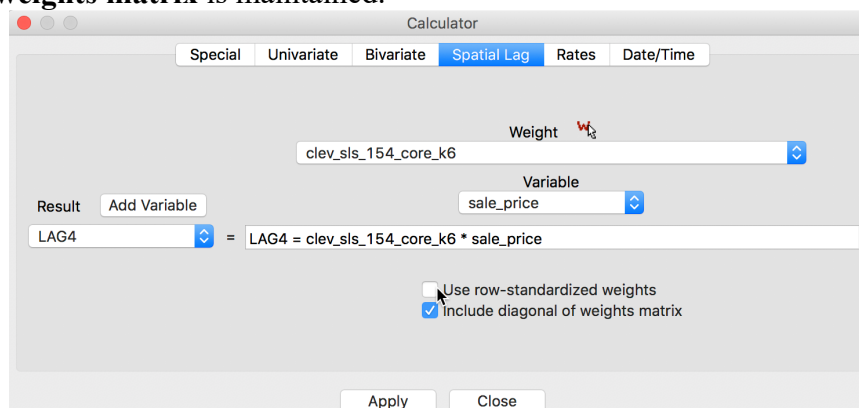 weights matrix is maintained.
Calculator
Special Univariate Bivariate Spatial Lag Rates Date/Time
Weight
clev_sls_154_core_k6
Variable
Result Add Variable sale_price
LAG4 = LAG4 = clev_sls_154_core_k6 * sale_price
Use row-standardized weights
Include diagonal of weights matrix
Apply Close